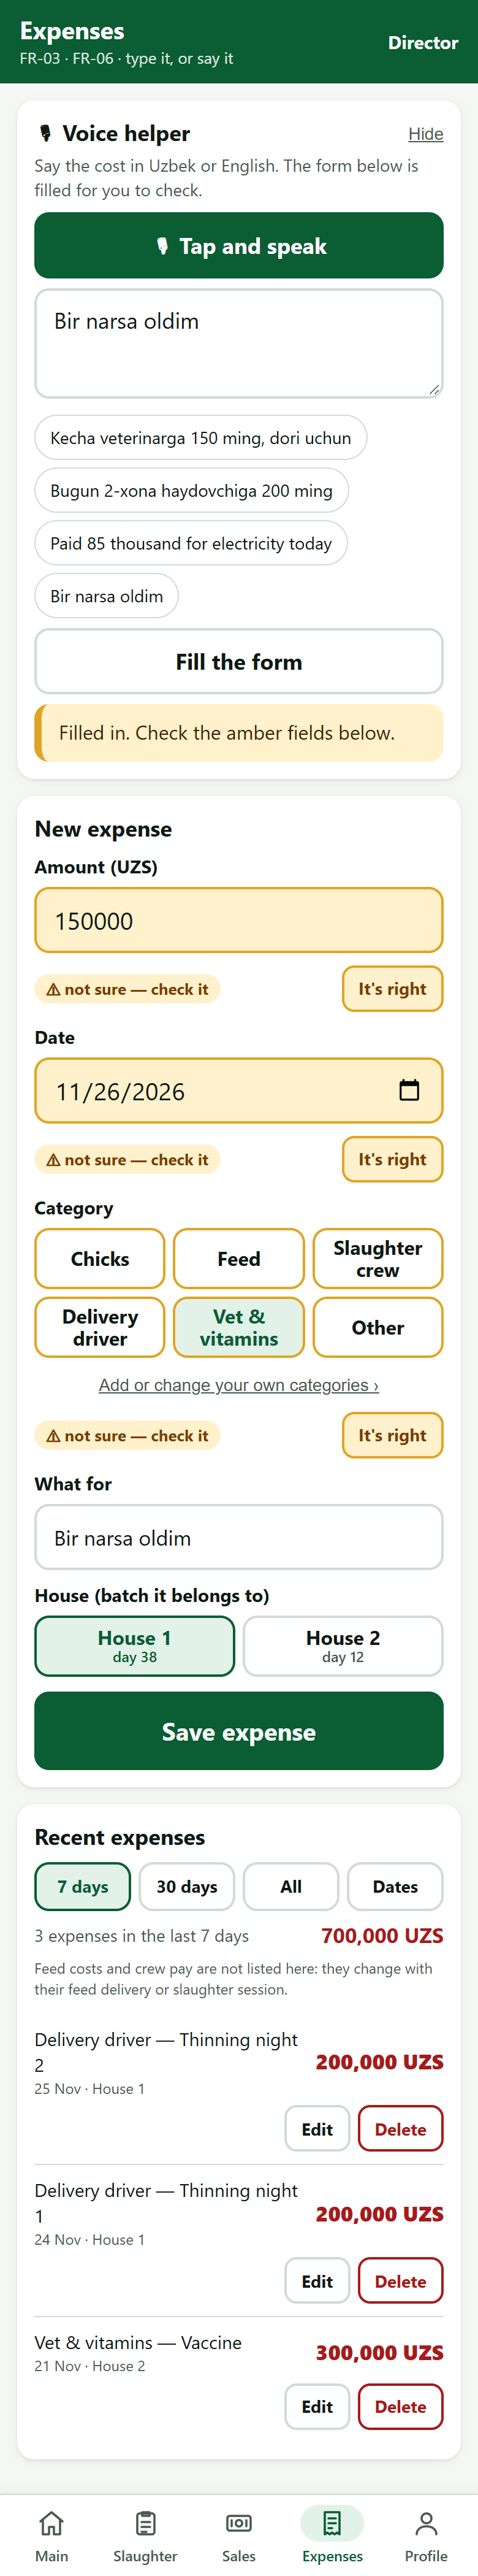 Expenses
FR-03 · FR-06 · type it, or say it
Director
Voice helper
Hide
Say the cost in Uzbek or English. The form below is
filled for you to check.
Tap and speak
Bir narsa oldim
Kecha veterinarga 150 ming, dori uchun
Bugun 2-xona haydovchiga 200 ming
Paid 85 thousand for electricity today
Bir narsa oldim
Fill the form
Filled in. Check the amber fields below.
New expense
Amount (UZS)
150000
⚠ not sure — check it
It's right
Date
11/26/2026
⚠ not sure — check it
It's right
Category
Chicks
Feed
Slaughter
crew
Delivery
driver
Vet &
vitamins
Other
Add or change your own categories ›
⚠ not sure — check it
It's right
What for
Bir narsa oldim
House (batch it belongs to)
House 1
day 38
House 2
day 12
Save expense
Recent expenses
7 days
30 days
All
Dates
3 expenses in the last 7 days
700,000 UZS
Feed costs and crew pay are not listed here: they change with
their feed delivery or slaughter session.
Delivery driver — Thinning night
2
200,000 UZS
25 Nov · House 1
Edit
Delete
Delivery driver — Thinning night
1
200,000 UZS
24 Nov · House 1
Edit
Delete
Vet & vitamins — Vaccine
300,000 UZS
21 Nov · House 2
Edit
Delete
Main
Slaughter
Sales
Expenses
Profile